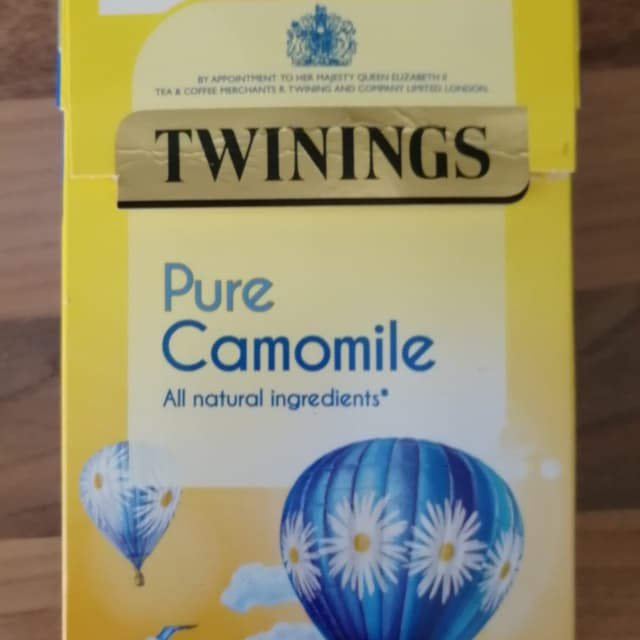 BY APPOINTMENT TO HER MAJESTY QUEEN ELIZABETH II
TEA & COFFEE MERCHANTS R. TWINING AND COMPANY LIMITED LONDON.
TWININGS
Pure
Camomile
All natural ingredients*